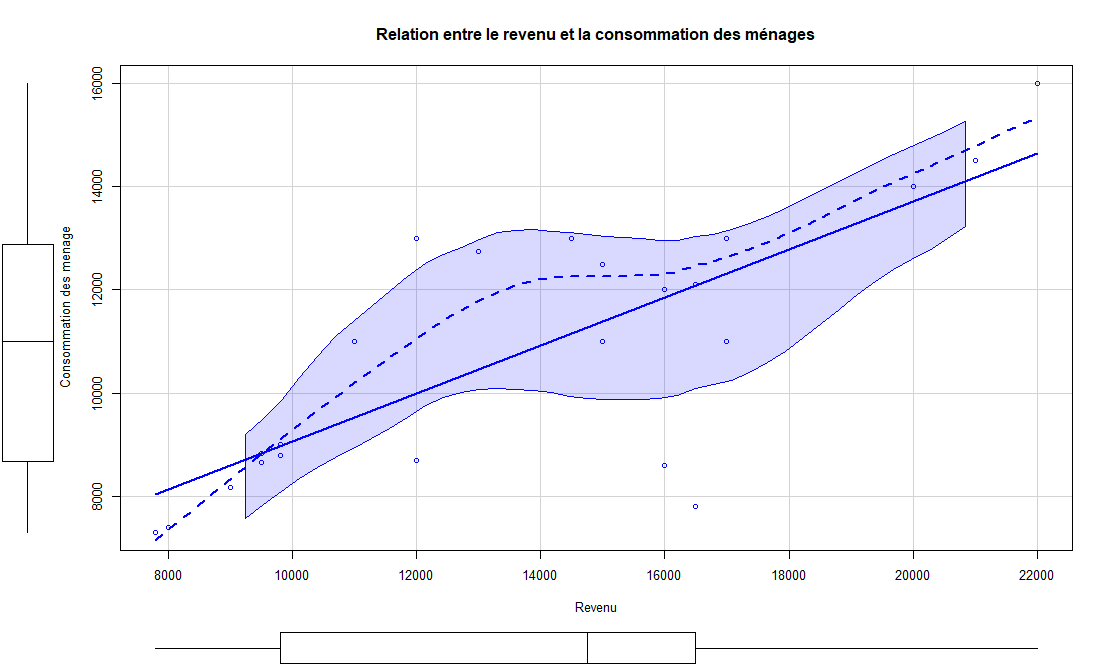 Relation entre le revenu et la consommation des ménages
16000
14000
12000
10000
8000
Consommation des menage
8000 10000 12000 14000 16000 18000 20000 22000
Revenu